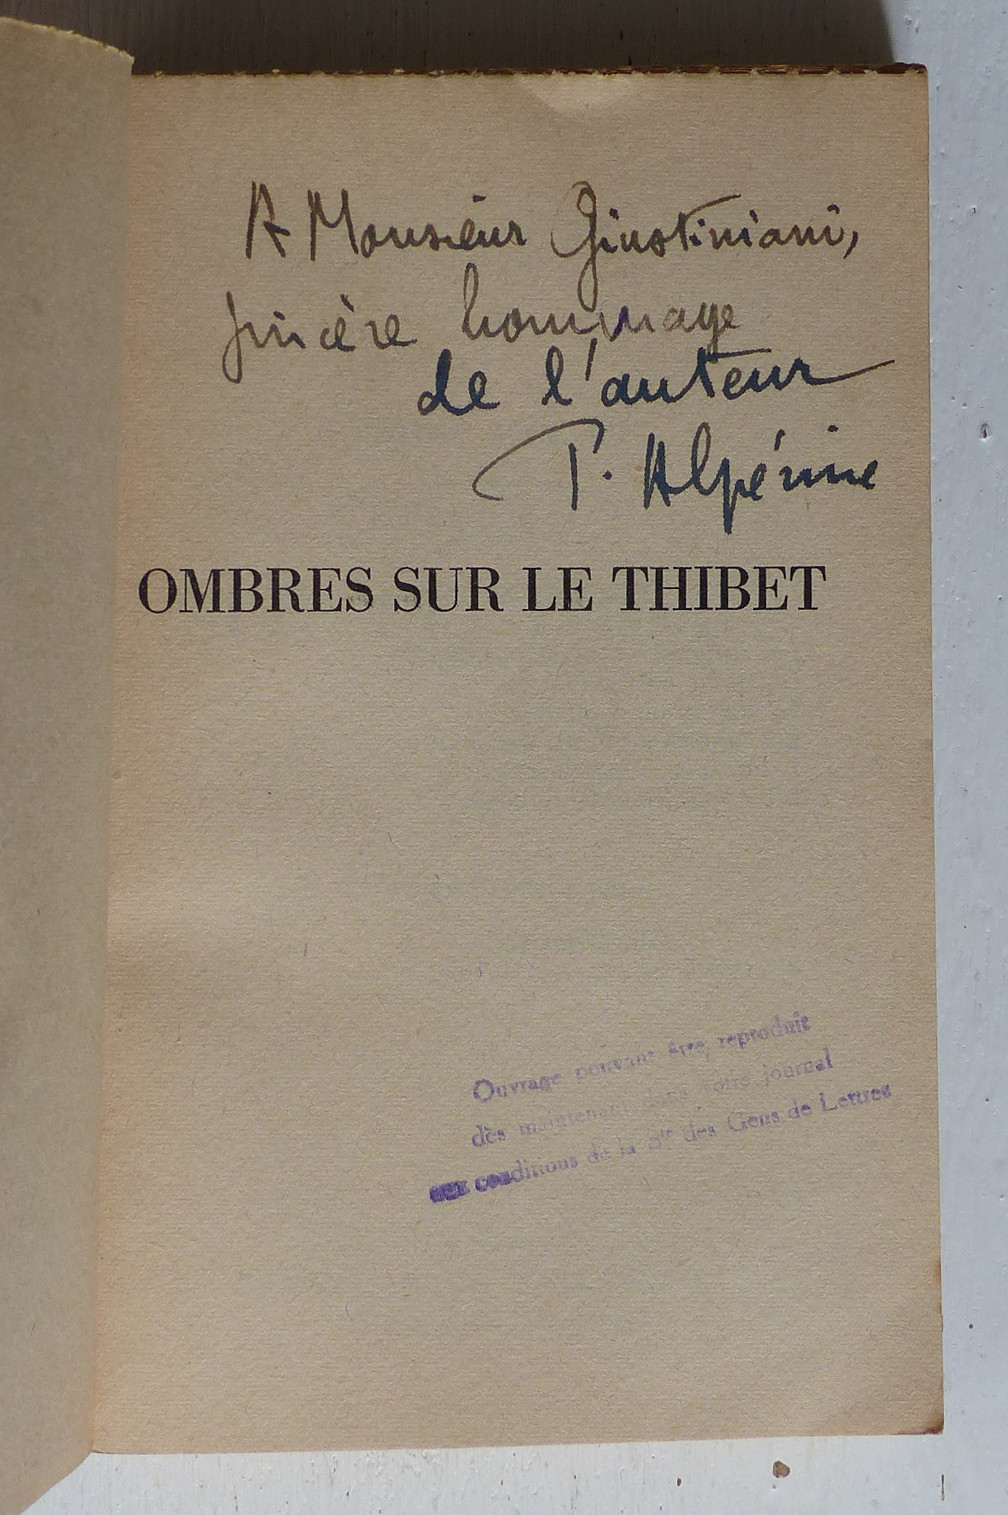 A Monsieur Giustiniani,
sincère hommage
de l'auteur
P. Alpérine
OMBRES SUR LE THIBET
Ouvrage pouvant être reproduit
dès maintenant dans votre journal
aux conditions de la Sté des Gens de Lettres